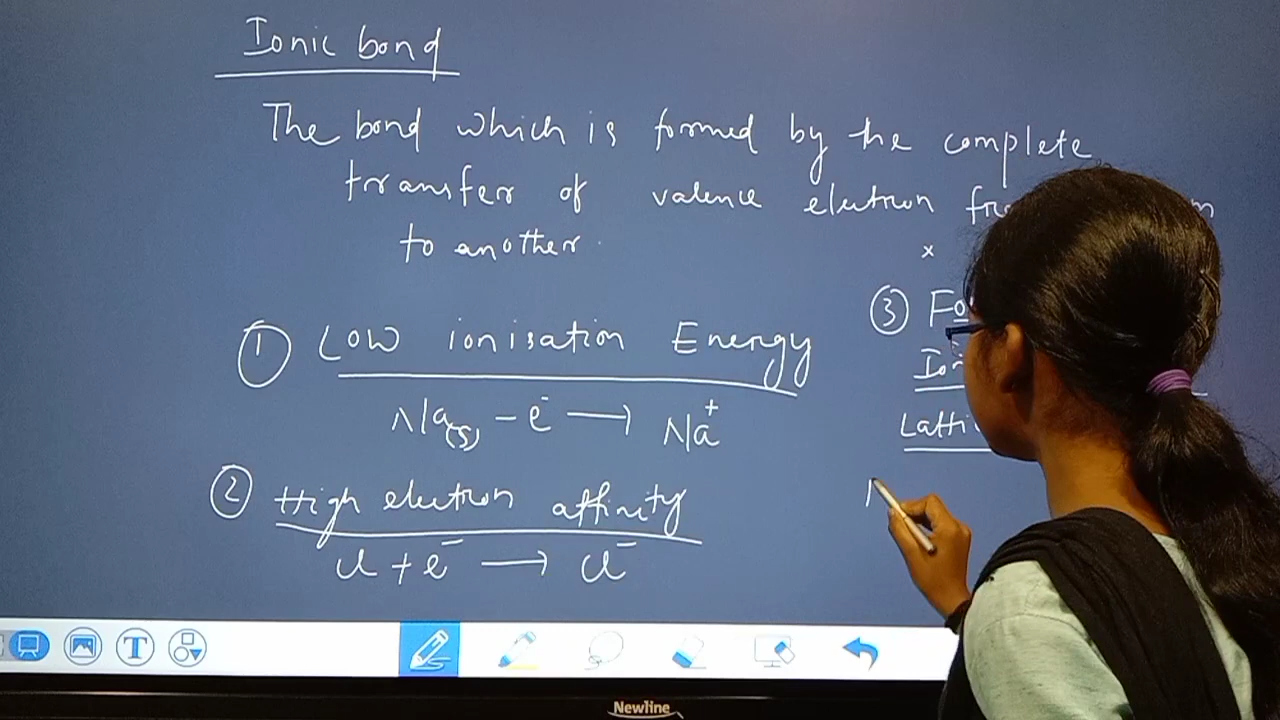 Ionic bond
The bond which is formed by the complete
transfer of valence electron
to another.
x
① Low ionisation Energy
Na(s) - e⁻ → Na⁺
② High electron affinity
Cl + e⁻ → Cl⁻
③
T
Newline